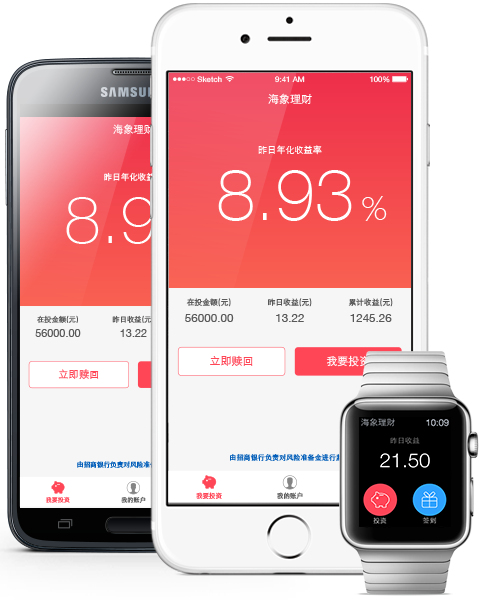 SAMSU
海象理财
昨日年化收
8.9
在投金额(元)
昨日收益(元
56000.00
13.22
立即赎回
由招商银行负责对风险准备
我要投资
我的账户
Sketch
9:41 AM
100%
海象理财
昨日年化收益率
8.93%
在投金额(元)
昨日收益(元)
累计收益(元)
56000.00
13.22
1245.26
立即赎回
我要投资
由招商银行负责对风险准备金进行
我要投资
我的账户
海象理财
10:09
昨日收益
21.50
投资
签到